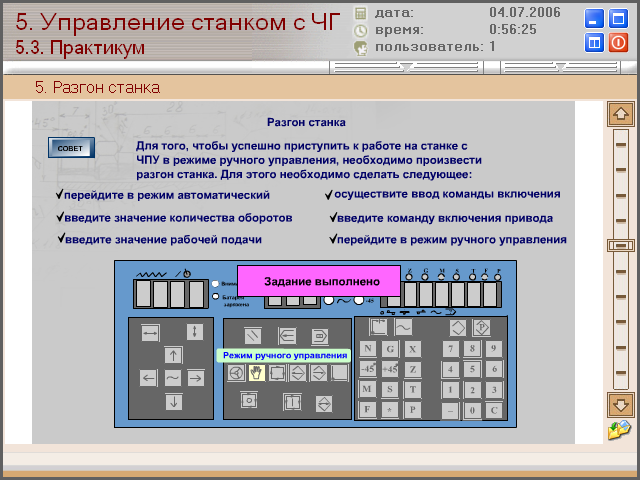 5. Управление станком с ЧГ
5.3. Практикум
дата: 04.07.2006
время: 0:56:25
пользователь: 1
5. Разгон станка
Разгон станка
СОВЕТ
Для того, чтобы успешно приступить к работе на станке с
ЧПУ в режиме ручного управления, необходимо произвести
разгон станка. Для этого необходимо сделать следующее:
перейдите в режим автоматический
осуществите ввод команды включения
введите значение количества оборотов
введите команду включения привода
введите значение рабочей подачи
перейдите в режим ручного управления
Задание выполнено
Z G M S T F P
Батарея
заряжена
-45
Режим ручного управления
N G X 7 8 9
-45 +45 Z 4 5 6
M S T 1 2 3
F * P – 0 C